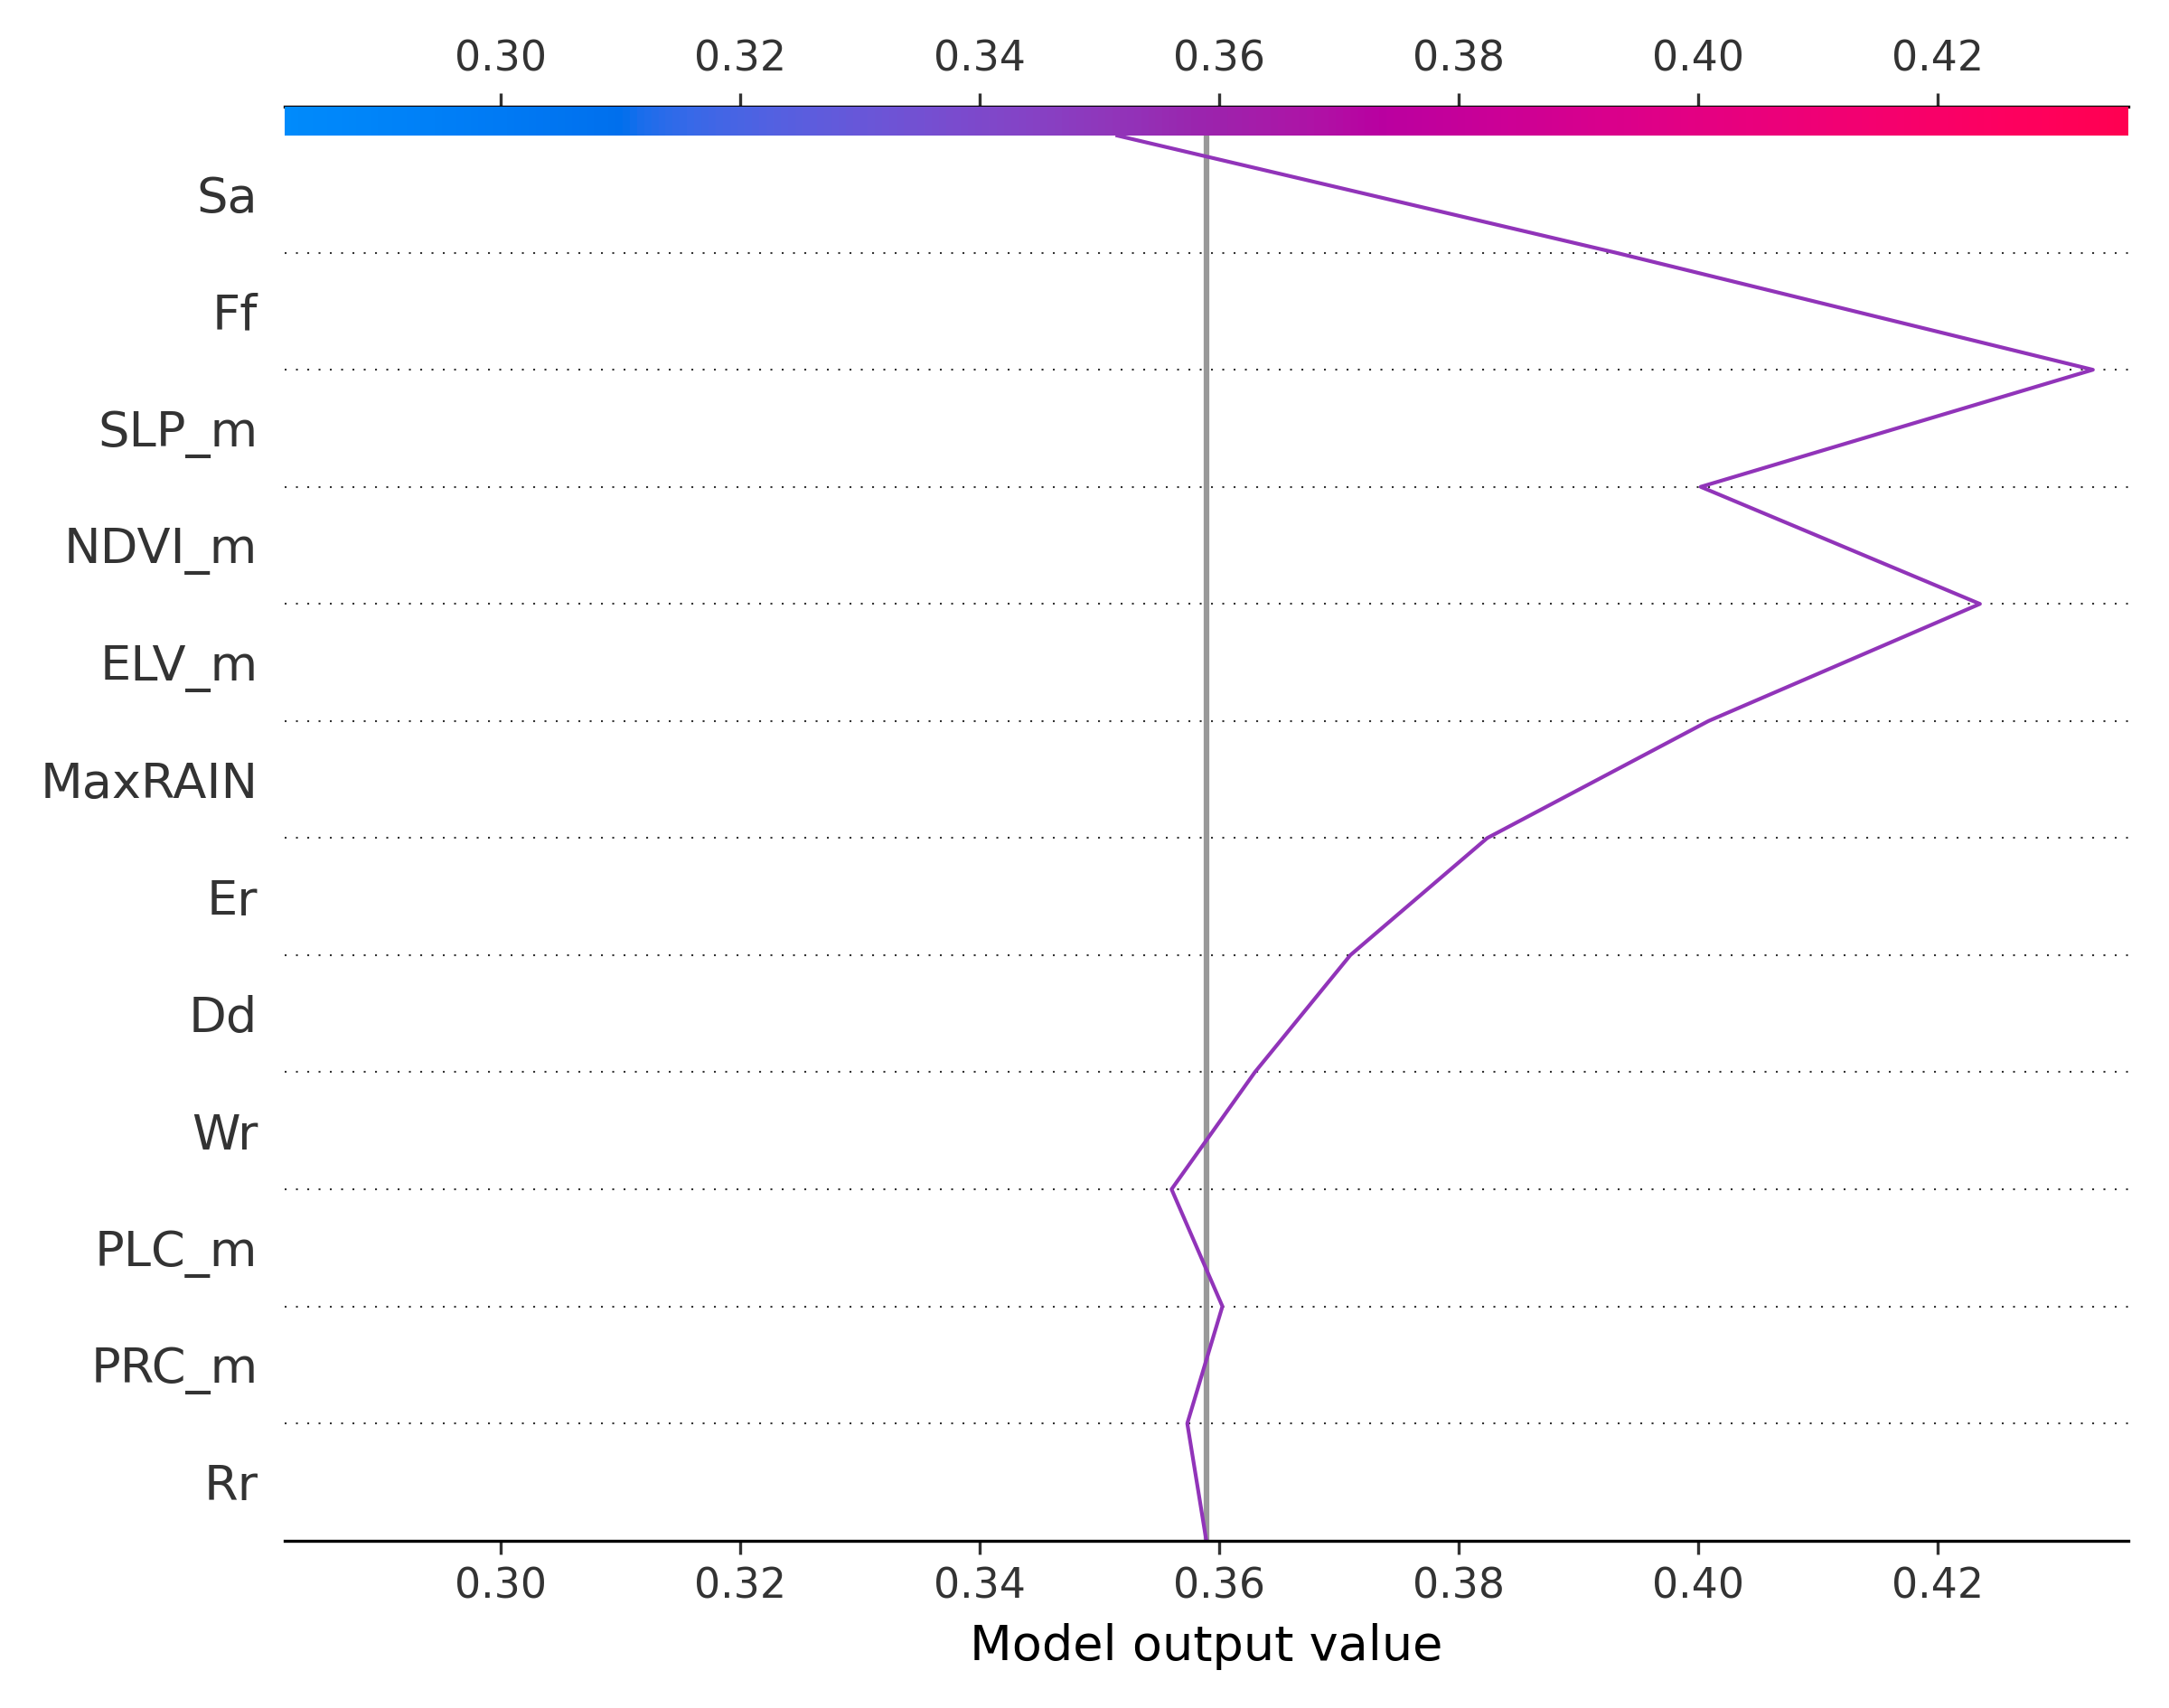 0.30 0.32 0.34 0.36 0.38 0.40 0.42
Sa
Ff
SLP_m
NDVI_m
ELV_m
MaxRAIN
Er
Dd
Wr
PLC_m
PRC_m
Rr
0.30 0.32 0.34 0.36 0.38 0.40 0.42
Model output value